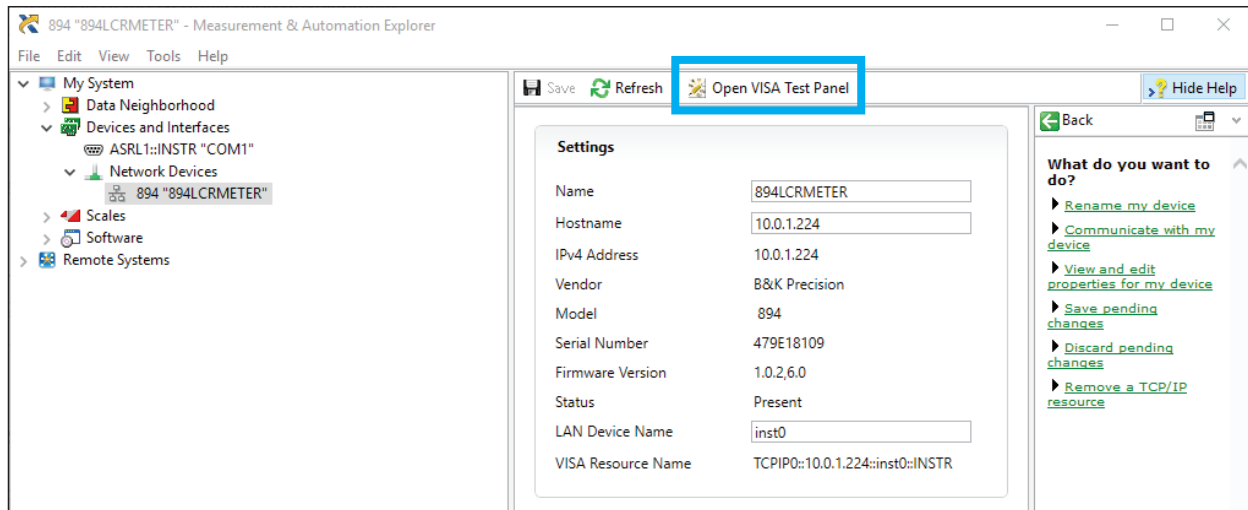 894 "894LCRMETER" - Measurement & Automation Explorer
File Edit View Tools Help
My System
Data Neighborhood
Devices and Interfaces
ASRL1::INSTR "COM1"
Network Devices
894 "894LCRMETER"
Scales
Software
Remote Systems
Save Refresh Open VISA Test Panel Hide Help
Settings
Name 894LCRMETER
Hostname 10.0.1.224
IPv4 Address 10.0.1.224
Vendor B&K Precision
Model 894
Serial Number 479E18109
Firmware Version 1.0.2,6.0
Status Present
LAN Device Name inst0
VISA Resource Name TCPIP0::10.0.1.224::inst0::INSTR
Back
What do you want to
do?
Rename my device
Communicate with my
device
View and edit
properties for my device
Save pending
changes
Discard pending
changes
Remove a TCP/IP
resource